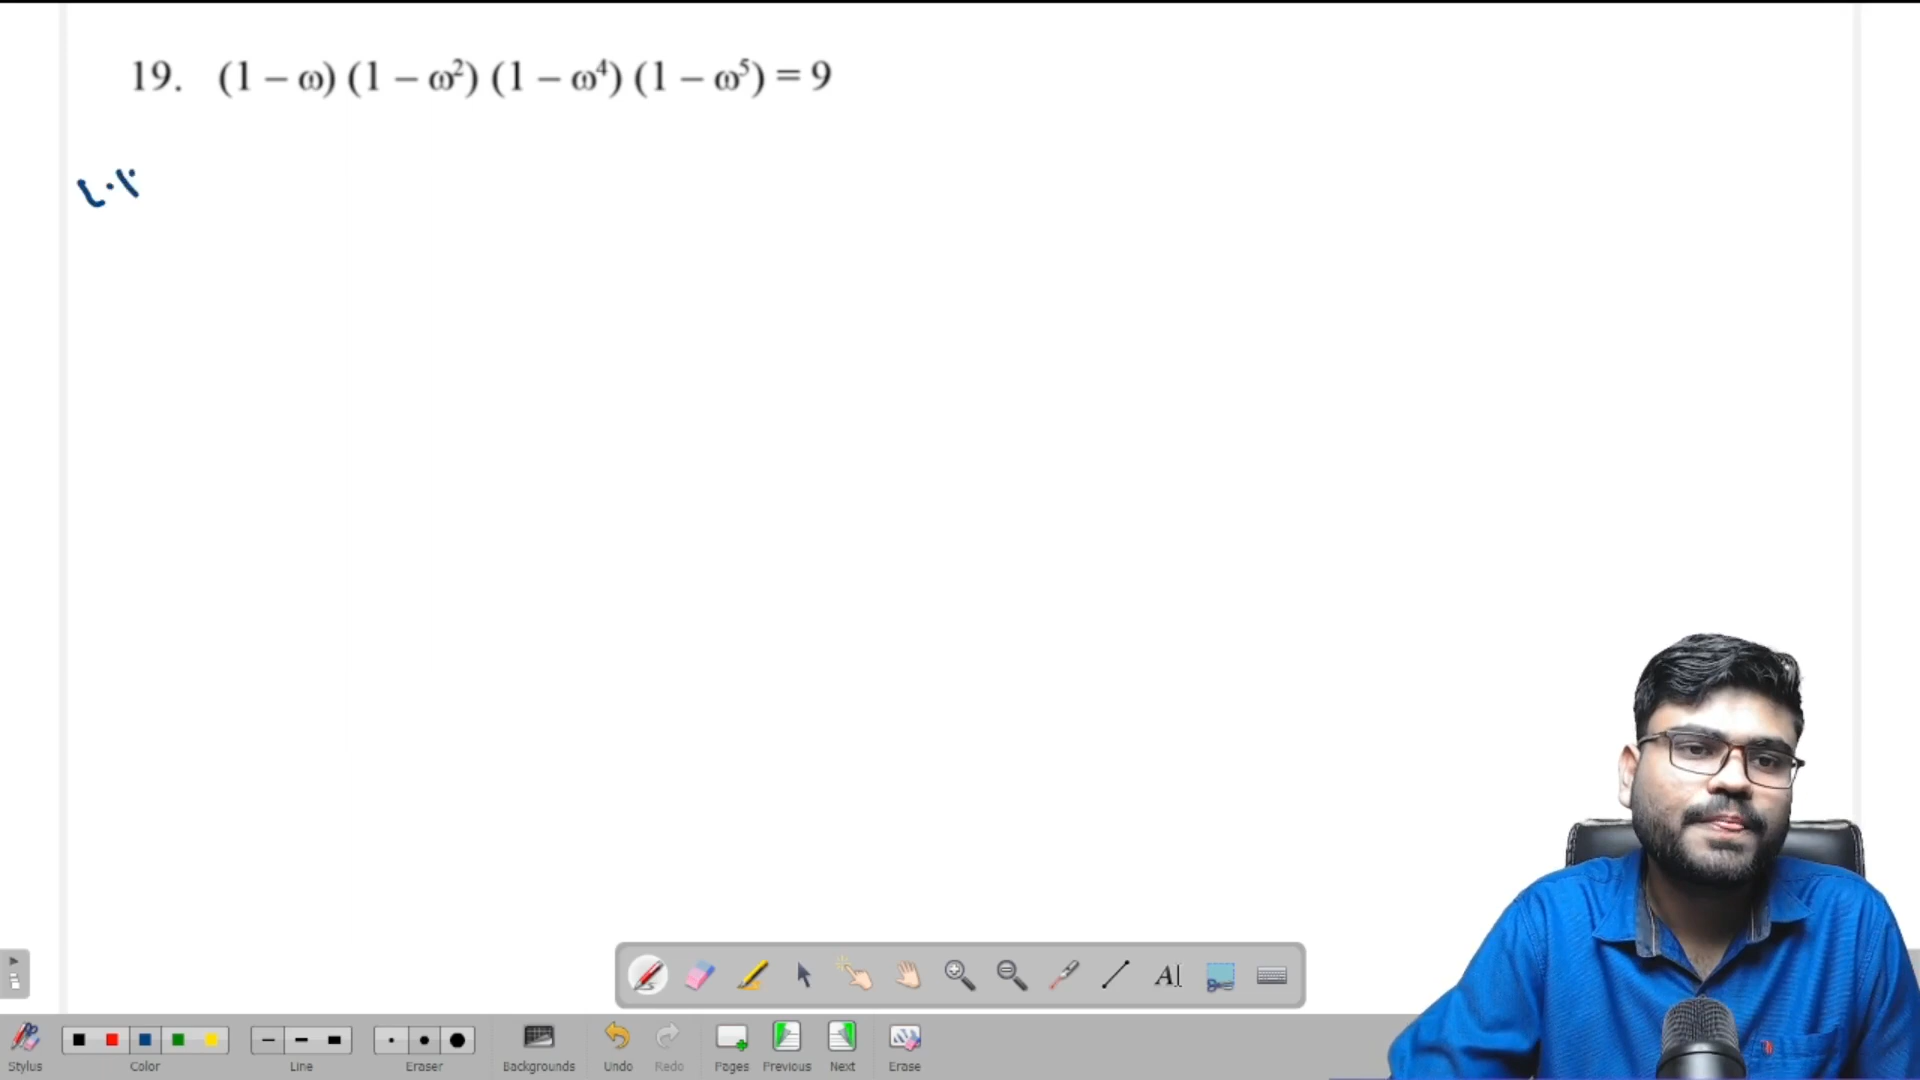 19. (1 – ω) (1 – ω²) (1 – ω⁴) (1 – ω⁵) = 9
Stylus
Color
Line
Eraser
Backgrounds
Undo
Redo
Pages
Previous
Next
Erase